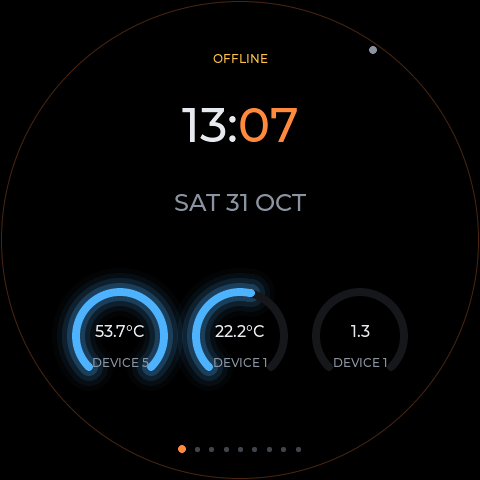 OFFLINE
13:07
SAT 31 OCT
53.7°C 22.2°C 1.3
DEVICE 5 DEVICE 1 DEVICE 1